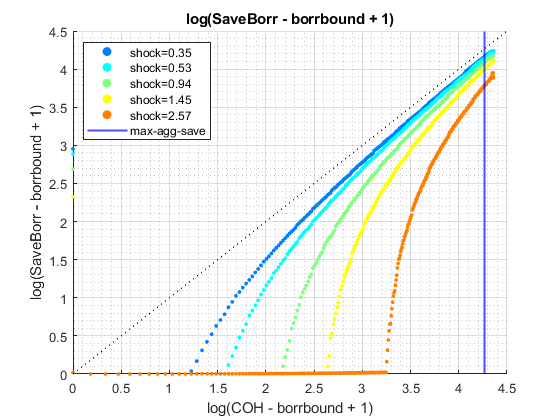 log(SaveBorr - borrbound + 1)
4.5
4
3.5
3
2.5
2
1.5
1
0.5
0
log(SaveBorr - borrbound + 1)
shock=0.35
shock=0.53
shock=0.94
shock=1.45
shock=2.57
max-agg-save
0 0.5 1 1.5 2 2.5 3 3.5 4 4.5
log(COH - borrbound + 1)